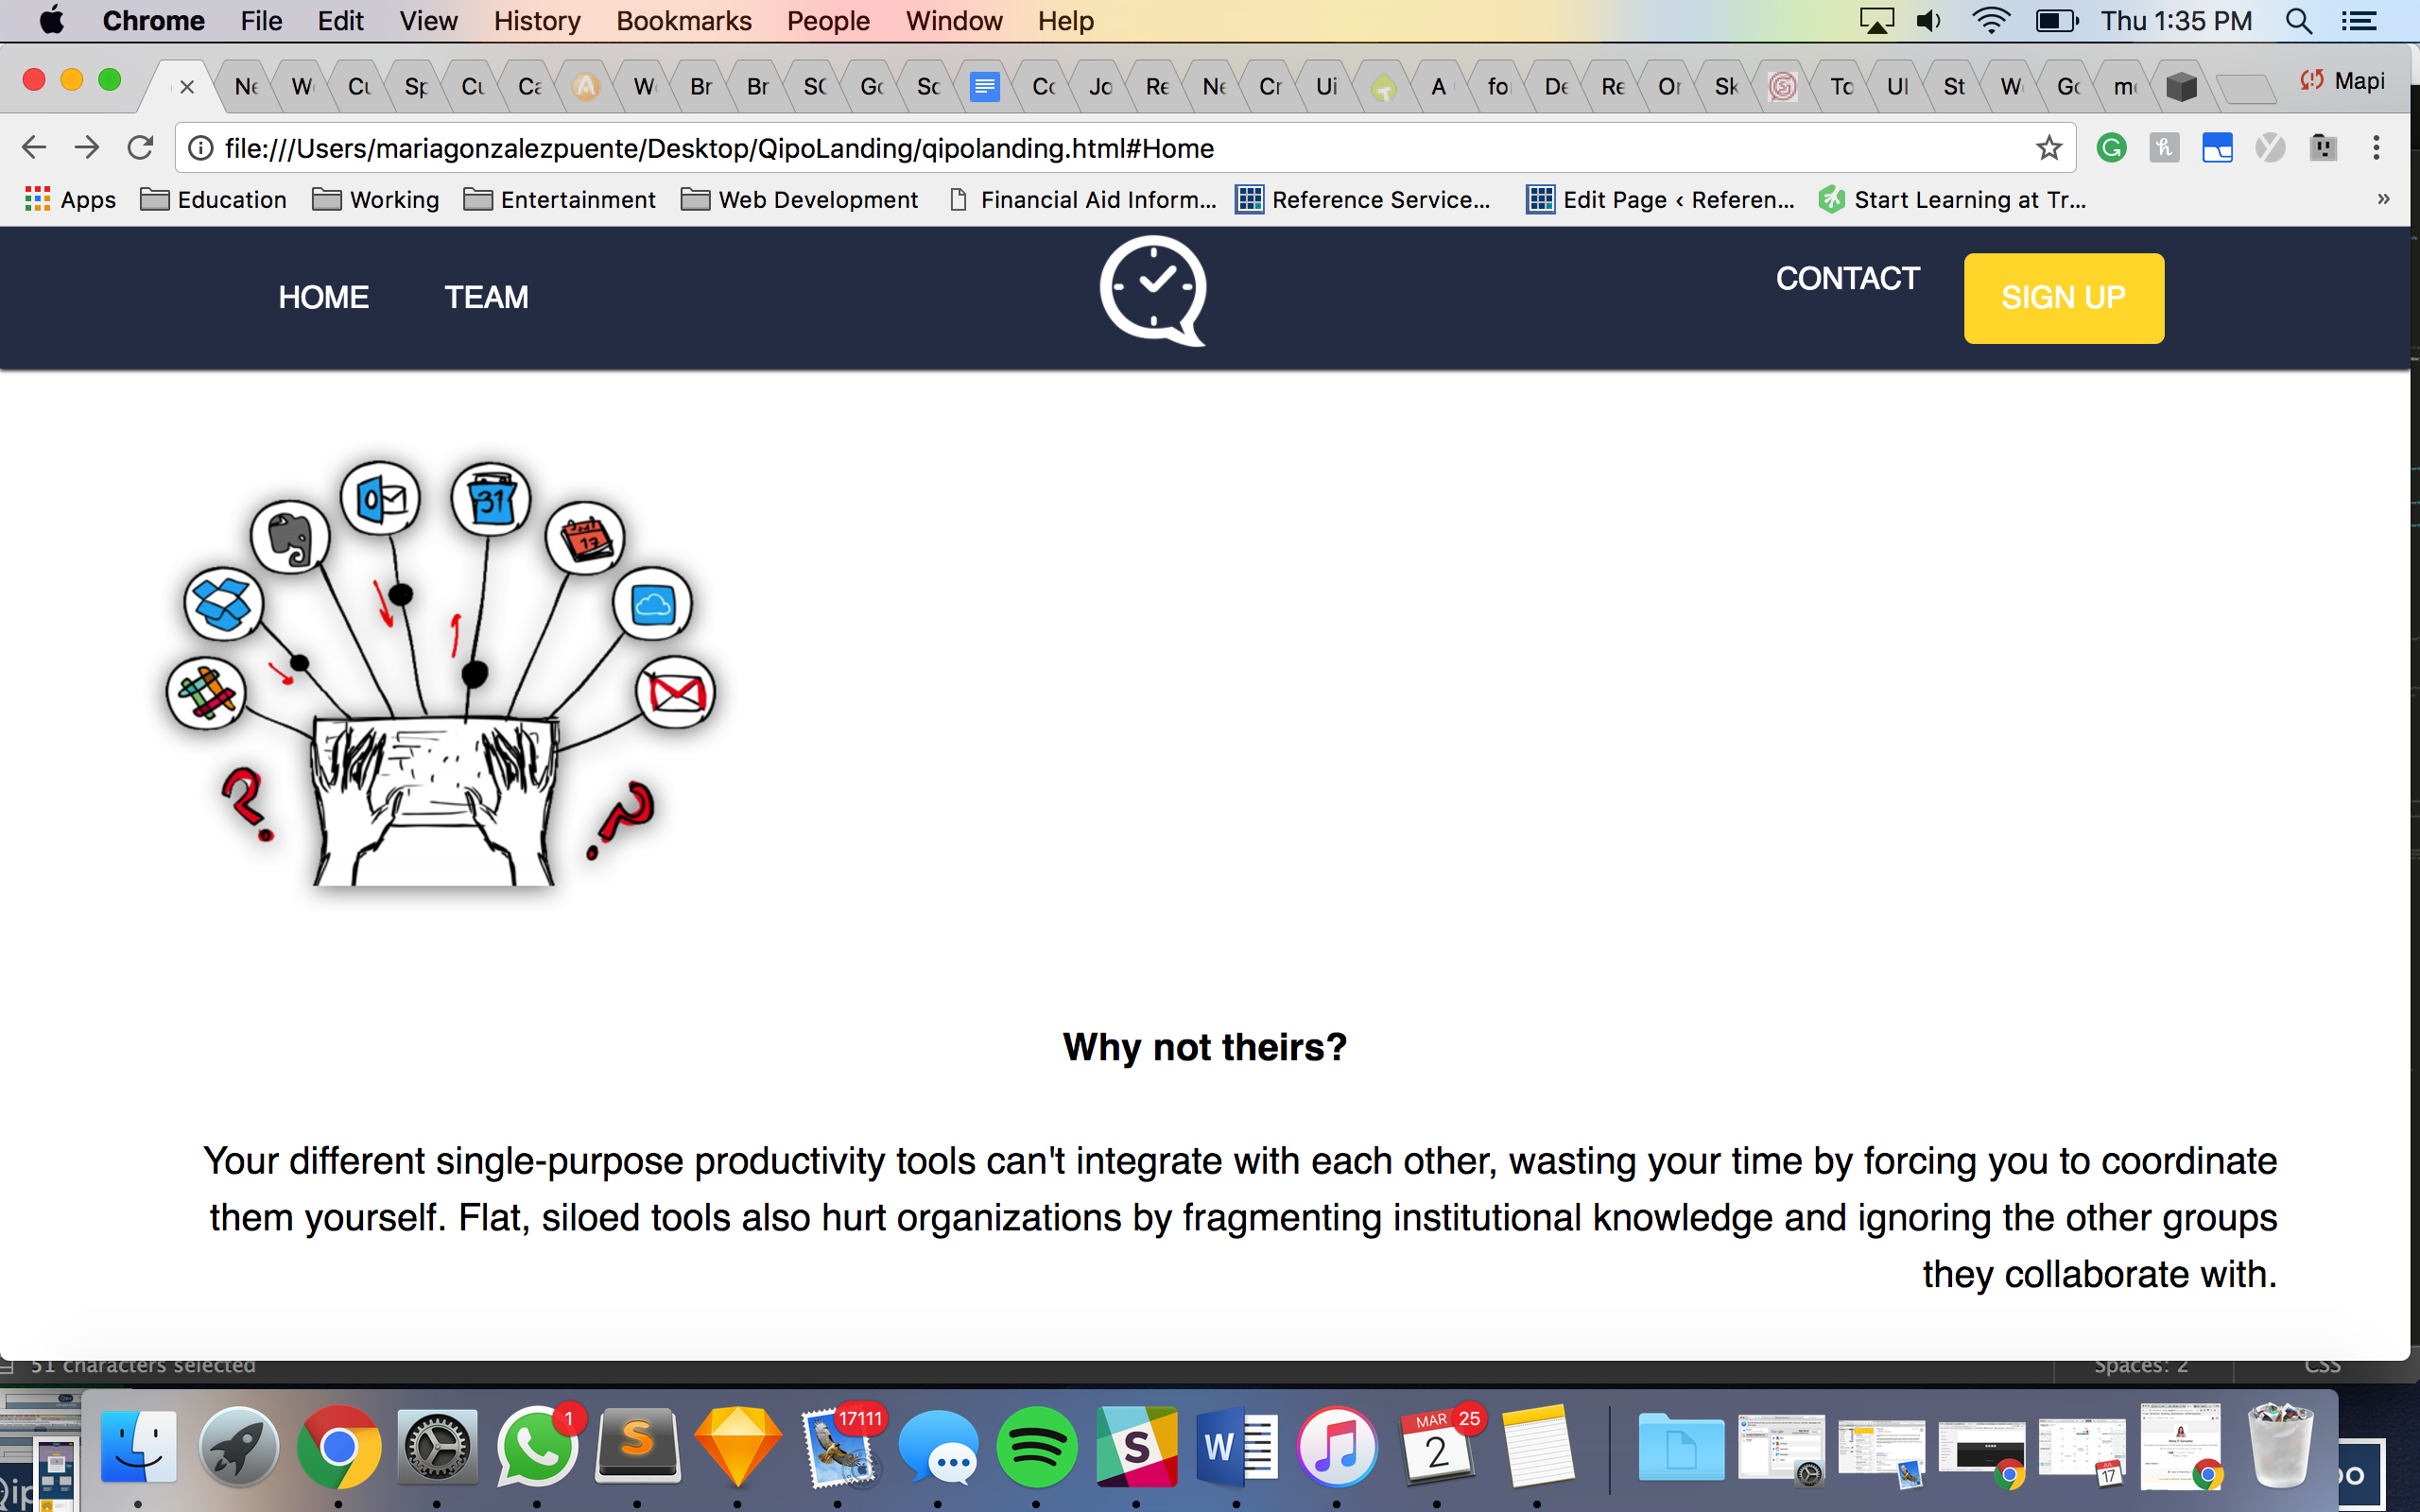 Chrome File Edit View History Bookmarks People Window Help Thu 1:35 PM
Ne W Cu Sp Cu Ca W Br Br SC Go Sc Co Jo Re Ne Cr Ui A fo De Re Or Sk To UI St W Go me Mapi
file:///Users/mariagonzalezpuente/Desktop/QipoLanding/qipolanding.html#Home
Apps Education Working Entertainment Web Development Financial Aid Inform... Reference Service... Edit Page ‹ Referen... Start Learning at Tr... »
HOME TEAM CONTACT SIGN UP
31
17
Why not theirs?
Your different single-purpose productivity tools can't integrate with each other, wasting your time by forcing you to coordinate
them yourself. Flat, siloed tools also hurt organizations by fragmenting institutional knowledge and ignoring the other groups
they collaborate with.
51 characters selected Spaces: 2 CSS
1 17111 MAR 25
S S W 2 17